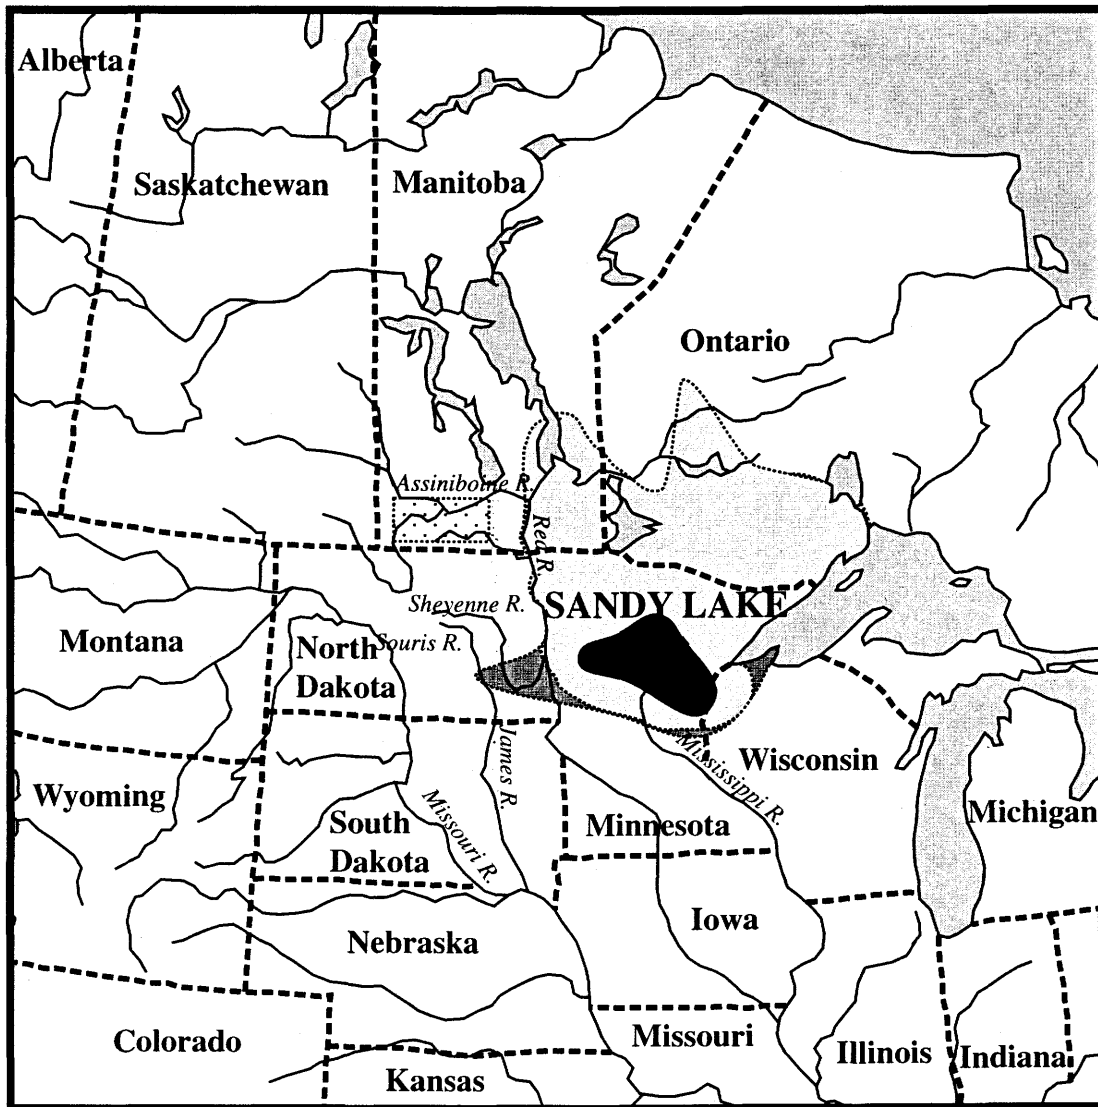 Alberta
Saskatchewan
Manitoba
Ontario
Assiniboine R.
Red R.
Sheyenne R.
SANDY LAKE
Montana
North
Dakota
Souris R.
James R.
Mississippi R.
Wisconsin
Wyoming
Missouri R.
South
Dakota
Minnesota
Michigan
Nebraska
Iowa
Colorado
Missouri
Illinois
Indiana
Kansas